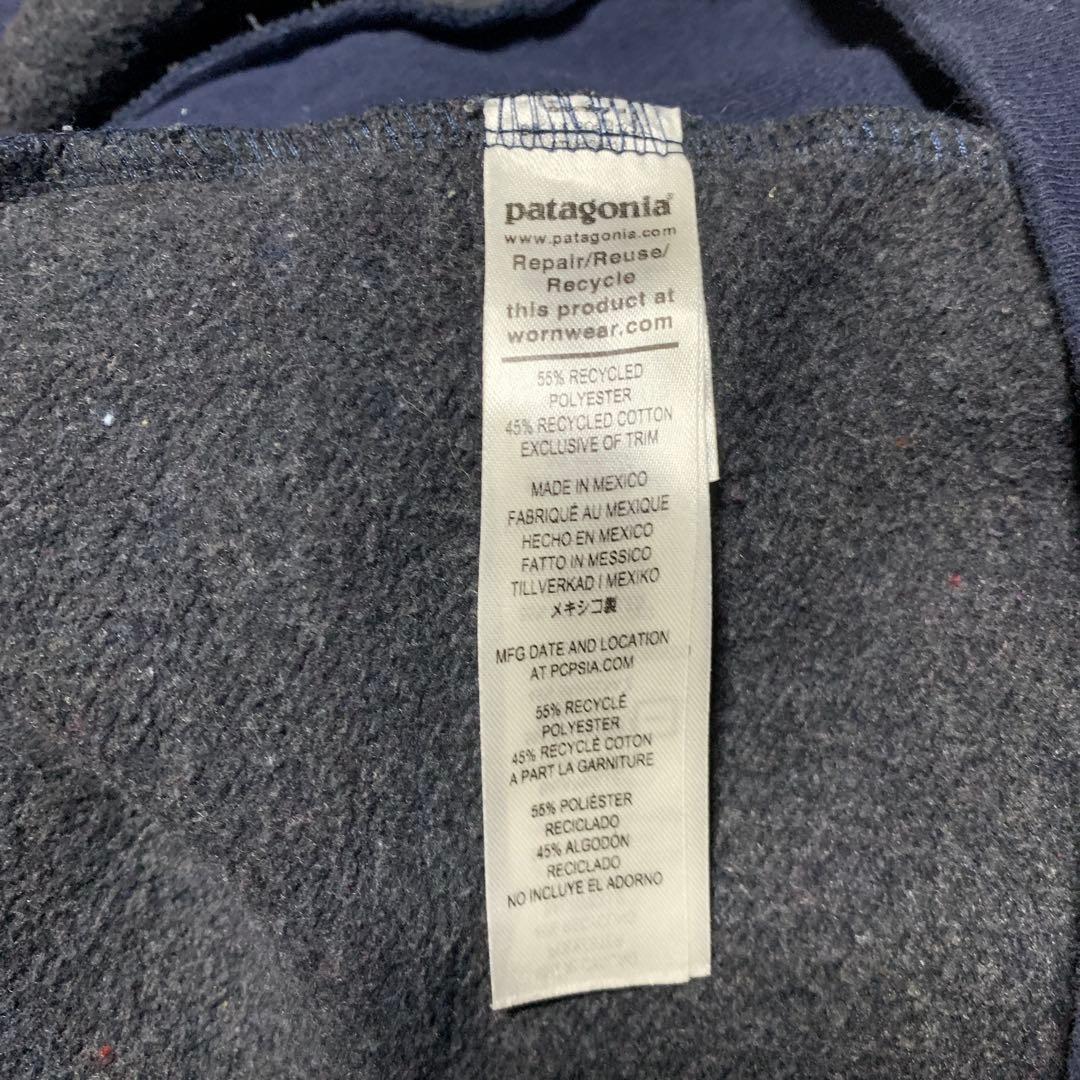 patagonia®
www.patagonia.com
Repair/Reuse/
Recycle
this product at
wornwear.com
55% RECYCLED
POLYESTER
45% RECYCLED COTTON
EXCLUSIVE OF TRIM
MADE IN MEXICO
FABRIQUÉ AU MEXIQUE
HECHO EN MEXICO
FATTO IN MESSICO
TILLVERKAD I MEXIKO
メキシコ製
MFG DATE AND LOCATION
AT PCPSIA.COM
55% RECYCLÉ
POLYESTER
45% RECYCLÉ COTON
A PART LA GARNITURE
55% POLIÉSTER
RECICLADO
45% ALGODÓN
RECICLADO
NO INCLUYE EL ADORNO